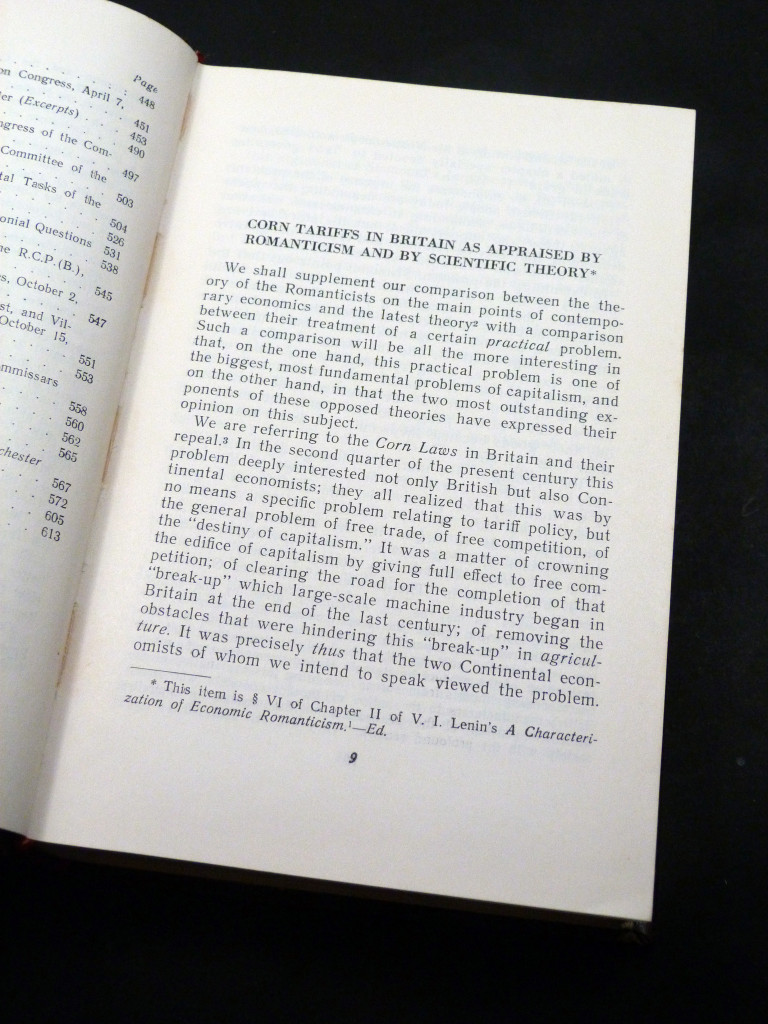 Page
on Congress, April 7,
448
er (Excerpts)
451
453
ngress of the Com-
490
Committee of the
497
tal Tasks of the
503
504
526
onial Questions
531
538
he R.C.P.(B.),
545
es, October 2,
547
st, and Vil-
October 15,
551
553
mmissars
558
560
562
565
chester
567
572
605
613
CORN TARIFFS IN BRITAIN AS APPRAISED BY
ROMANTICISM AND BY SCIENTIFIC THEORY*
We shall supplement our comparison between the the-
ory of the Romanticists on the main points of contempo-
rary economics and the latest theory² with a comparison
between their treatment of a certain practical problem.
Such a comparison will be all the more interesting in
that, on the one hand, this practical problem is one of
the biggest, most fundamental problems of capitalism, and
on the other hand, in that the two most outstanding ex-
ponents of these opposed theories have expressed their
opinion on this subject.
We are referring to the Corn Laws in Britain and their
repeal.³ In the second quarter of the present century this
problem deeply interested not only British but also Con-
tinental economists; they all realized that this was by
no means a specific problem relating to tariff policy, but
the general problem of free trade, of free competition, of
the "destiny of capitalism." It was a matter of crowning
the edifice of capitalism by giving full effect to free com-
petition; of clearing the road for the completion of that
"break-up" which large-scale machine industry began in
Britain at the end of the last century; of removing the
obstacles that were hindering this "break-up" in agricul-
ture. It was precisely thus that the two Continental econ-
omists of whom we intend to speak viewed the problem.
* This item is § VI of Chapter II of V. I. Lenin's A Characteri-
zation of Economic Romanticism.¹—Ed.
9